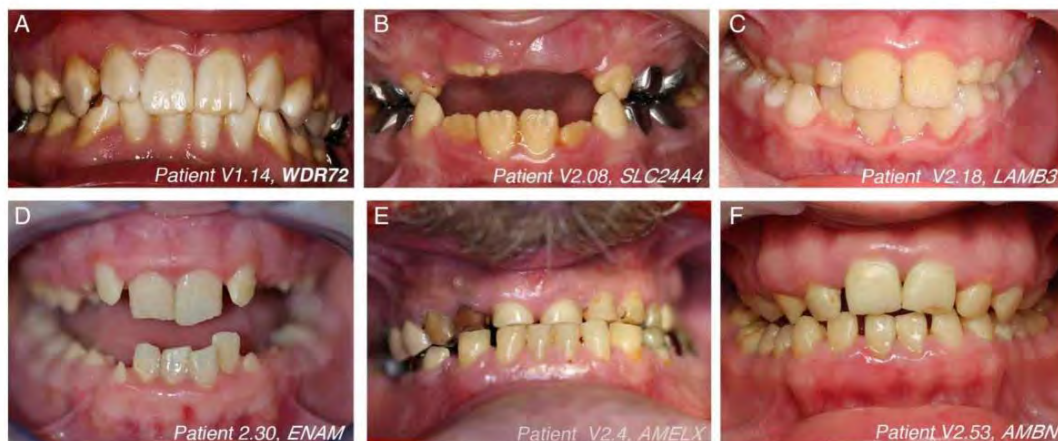 A
Patient V1.14, WDR72
B
Patient V2.08, SLC24A4
C
Patient V2.18, LAMB3
D
Patient 2.30, ENAM
E
Patient V2.4, AMELX
F
Patient V2.53, AMBN